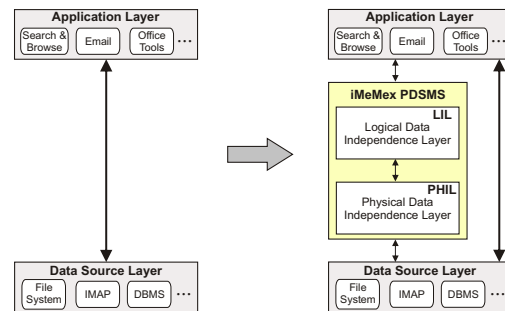 Application Layer
Search &
Browse
Email
Office
Tools
...
Data Source Layer
File
System
IMAP
DBMS
...
Application Layer
Search &
Browse
Email
Office
Tools
...
iMeMex PDSMS
LIL
Logical Data
Independence Layer
PHIL
Physical Data
Independence Layer
Data Source Layer
File
System
IMAP
DBMS
...